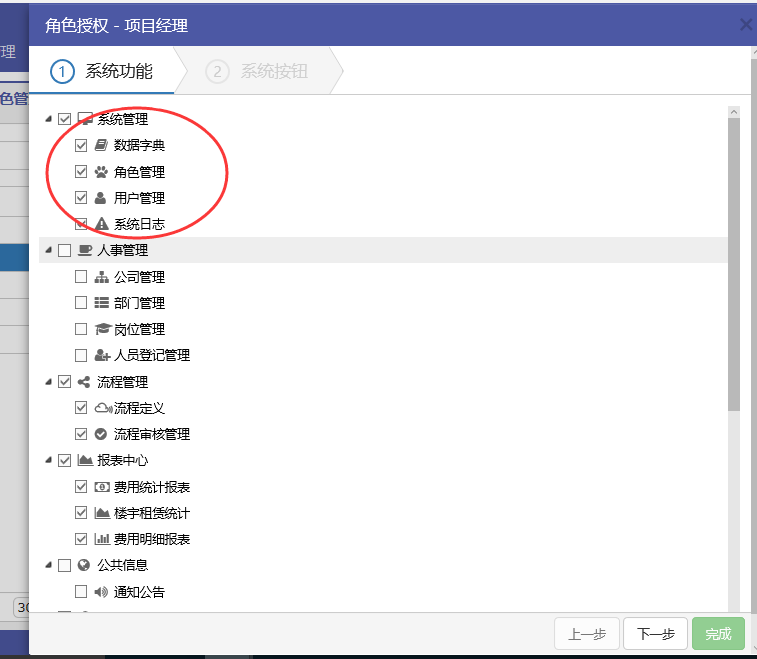 角色授权 - 项目经理
理
1 系统功能
2 系统按钮
色管
系统管理
数据字典
角色管理
用户管理
系统日志
人事管理
公司管理
部门管理
岗位管理
人员登记管理
流程管理
流程定义
流程审核管理
报表中心
费用统计报表
楼宇租赁统计
费用明细报表
公共信息
通知公告
30
上一步
下一步
完成